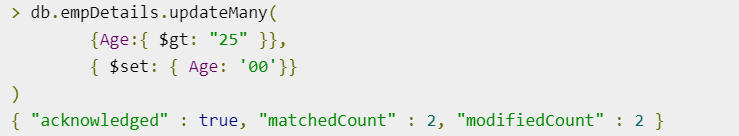 > db.empDetails.updateMany(
{Age:{ $gt: "25" }},
{ $set: { Age: '00'}}
)
{ "acknowledged" : true, "matchedCount" : 2, "modifiedCount" : 2 }